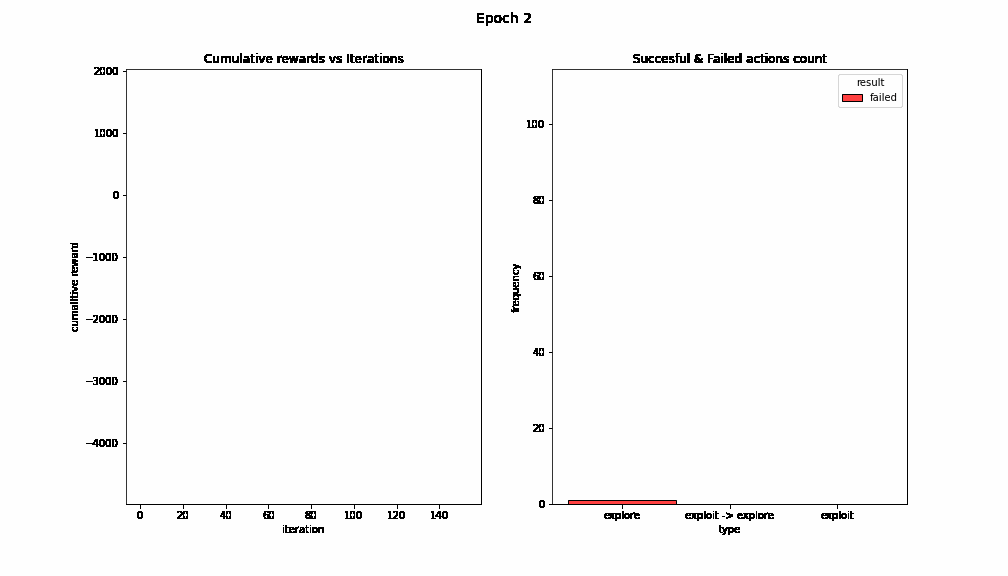 Epoch 2
Cumulative rewards vs Iterations
2000
1000
0
−1000
−2000
−3000
−4000
cumalitive reward
0 20 40 60 80 100 120 140
iteration
Succesful & Failed actions count
result
failed
100
80
60
40
20
0
frequency
explore exploit -> explore exploit
type